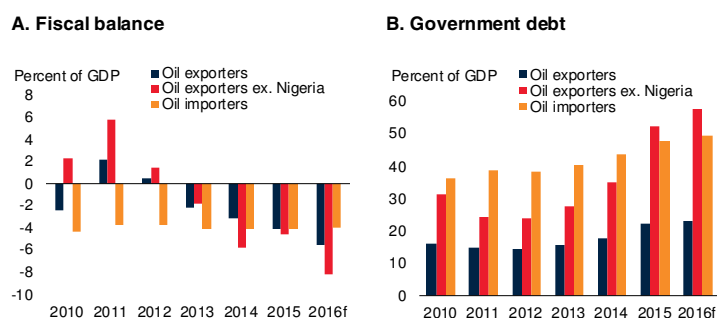 A. Fiscal balance
Percent of GDP
Oil exporters
Oil exporters ex. Nigeria
Oil importers
8
6
4
2
0
-2
-4
-6
-8
-10
2010 2011 2012 2013 2014 2015 2016f
B. Government debt
Percent of GDP
Oil exporters
Oil exporters ex. Nigeria
Oil importers
60
50
40
30
20
10
0
2010 2011 2012 2013 2014 2015 2016f